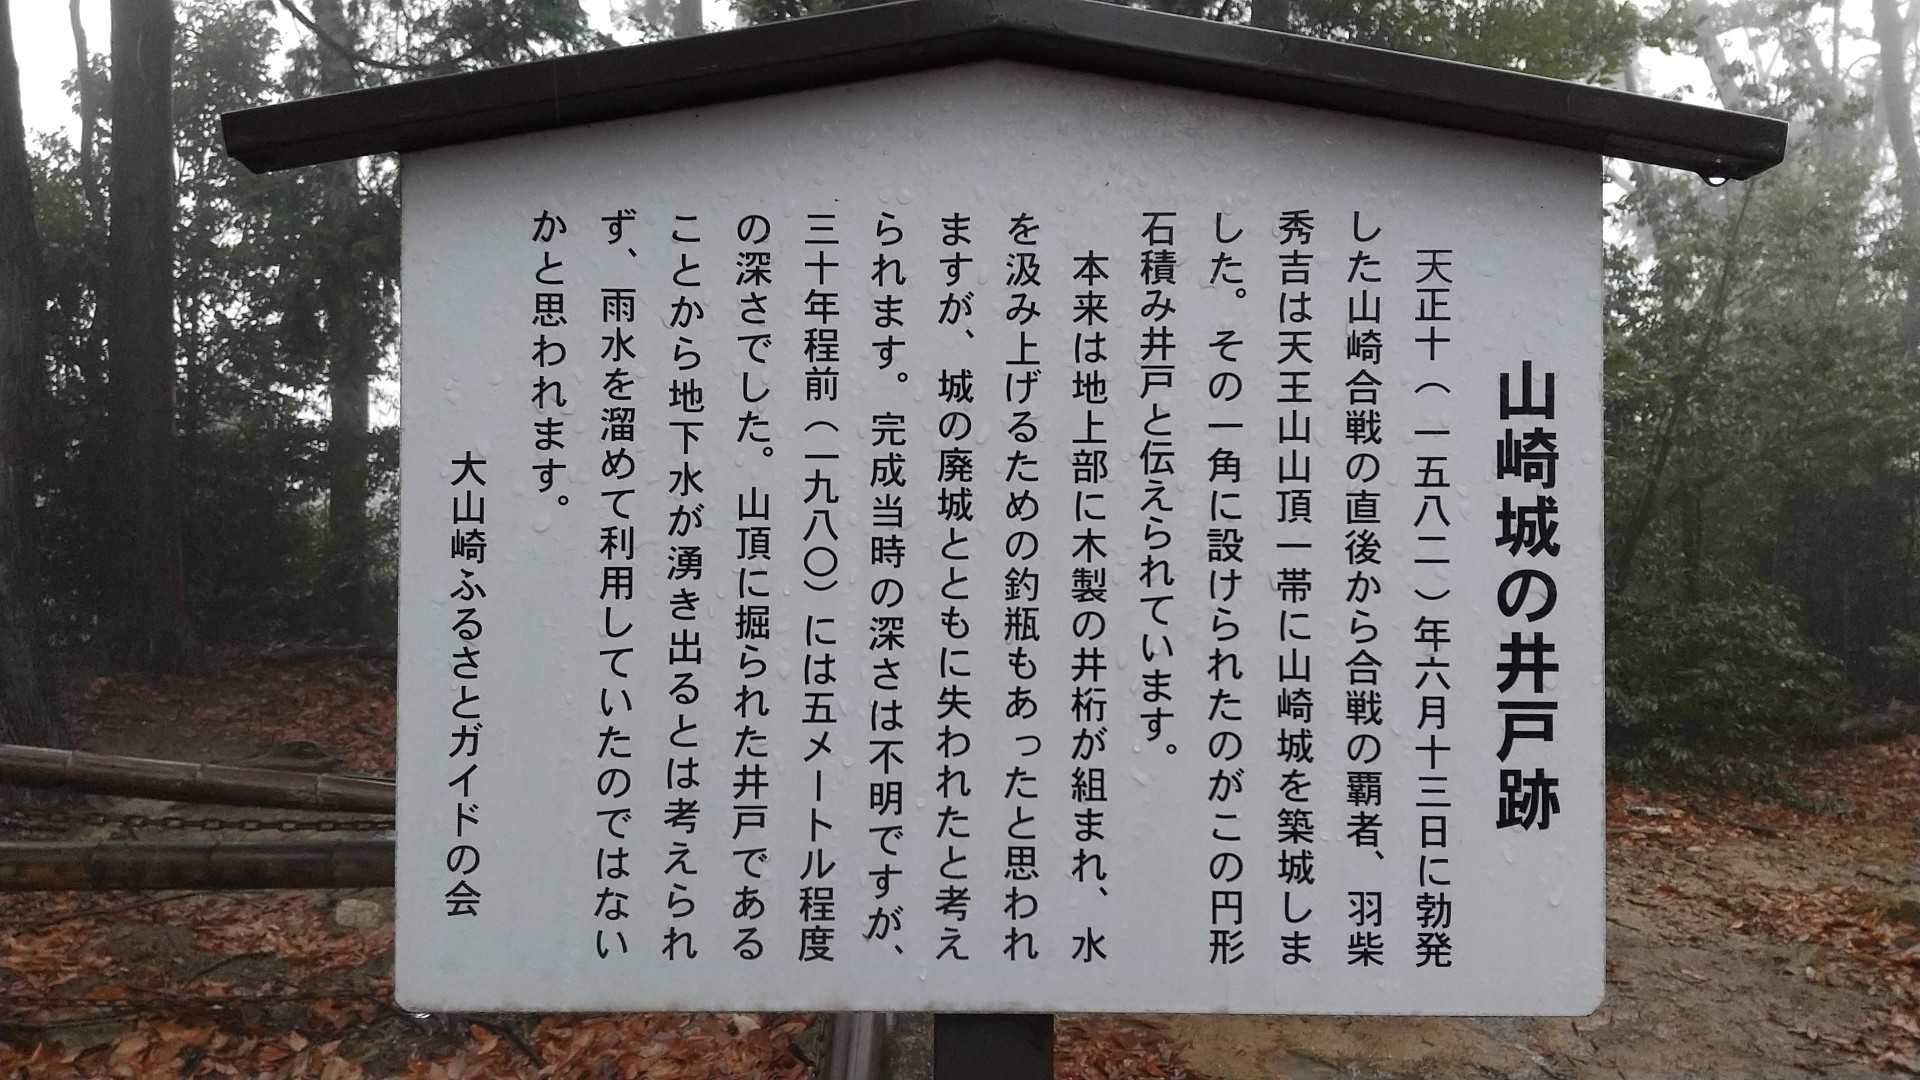 山崎城の井戸跡
天正十（一五八二）年六月十三日に勃発
した山崎合戦の直後から合戦の覇者、羽柴
秀吉は天王山山頂一帯に山崎城を築城しま
した。その一角に設けられたのがこの円形
石積み井戸と伝えられています。
本来は地上部に木製の井桁が組まれ、水
を汲み上げるための釣瓶もあったと思われ
ますが、城の廃城とともに失われたと考え
られます。完成当時の深さは不明ですが、
三十年程前（一九八〇）には五メートル程度
の深さでした。山頂に掘られた井戸である
ことから地下水が湧き出るとは考えられ
ず、雨水を溜めて利用していたのではない
かと思われます。
大山崎ふるさとガイドの会